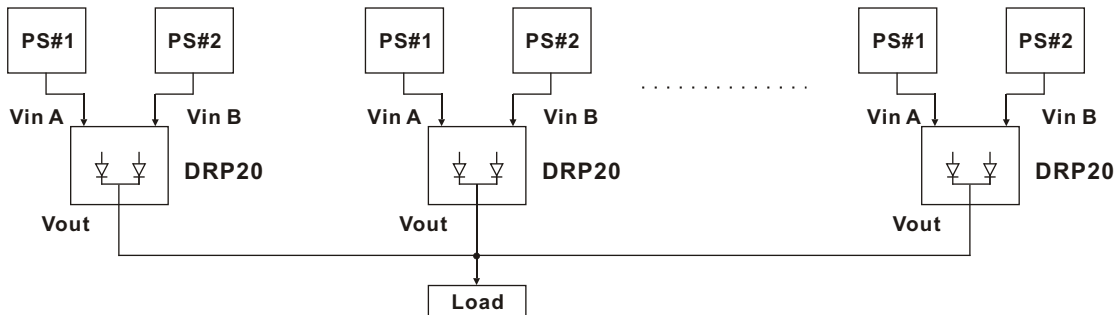 PS#1 PS#2 PS#1 PS#2 PS#1 PS#2
Vin A Vin B Vin A Vin B Vin A Vin B
DRP20 DRP20 DRP20
Vout Vout Vout
Load